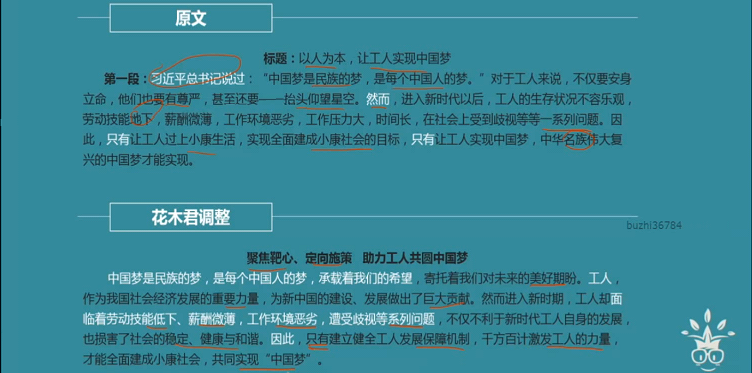 原文
标题：以人为本，让工人实现中国梦
第一段：习近平总书记说过：“中国梦是民族的梦，是每个中国人的梦。”对于工人来说，不仅要安身
立命，他们也要有尊严，甚至还要——抬头仰望星空。然而，进入新时代以后，工人的生存状况不容乐观，
劳动技能低下、薪酬微薄，工作环境恶劣，工作压力大，时间长，在社会上受到歧视等等一系列问题。因
此，只有让工人过上小康生活，实现全面建成小康社会的目标，只有让工人实现中国梦，中华名族伟大复
兴的中国梦才能实现。
花木君调整
buzhi36784
聚焦靶心、定向施策 助力工人共圆中国梦
中国梦是民族的梦，是每个中国人的梦，承载着我们的希望，寄托着我们对未来的美好期盼。工人，
作为我国社会经济发展的重要力量，为新中国的建设、发展做出了巨大贡献。然而进入新时期，工人却面
临着劳动技能低下、薪酬微薄，工作环境恶劣，遭受歧视等系列问题，不仅不利于新时代工人自身的发展，
也损害了社会的稳定、健康与和谐。因此，只有建立健全工人发展保障机制，千方百计激发工人的力量，
才能全面建成小康社会，共同实现“中国梦”。